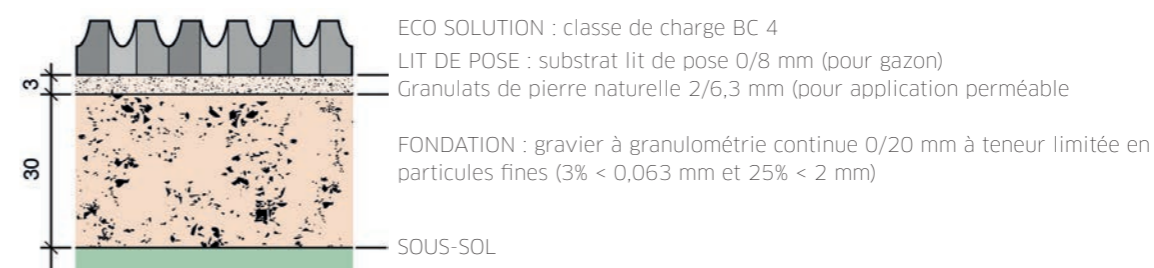 ECO SOLUTION : classe de charge BC 4
LIT DE POSE : substrat lit de pose 0/8 mm (pour gazon)
Granulats de pierre naturelle 2/6,3 mm (pour application perméable
FONDATION : gravier à granulométrie continue 0/20 mm à teneur limitée en
particules fines (3% < 0,063 mm et 25% < 2 mm)
SOUS-SOL
3
30